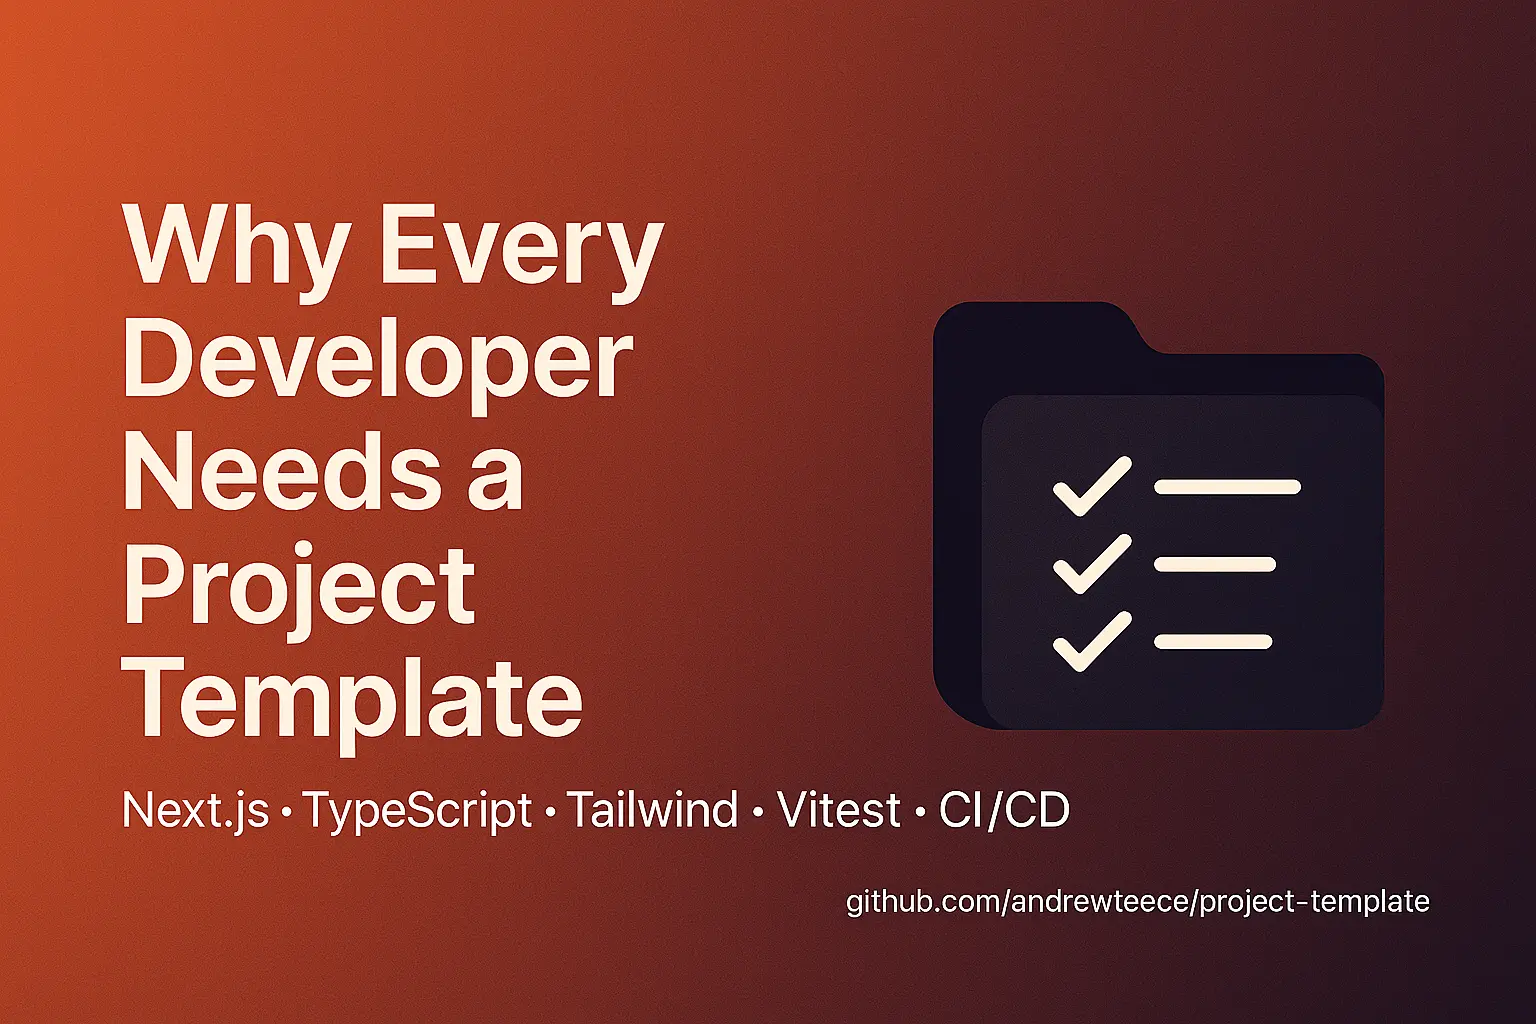 Why Every
Developer
Needs a
Project
Template
Next.js • TypeScript • Tailwind • Vitest • CI/CD
github.com/andrewteece/project-template